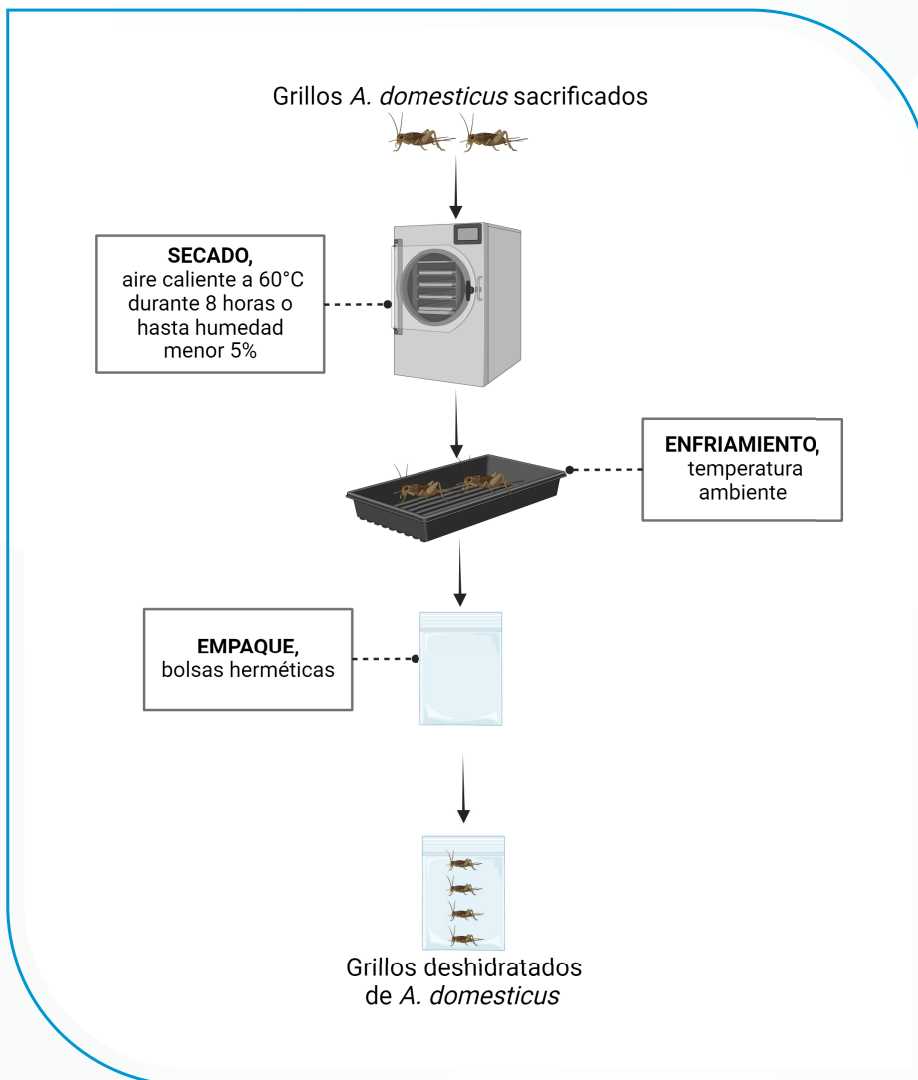 Grillos A. domesticus sacrificados
SECADO,
aire caliente a 60°C
durante 8 horas o
hasta humedad
menor 5%
ENFRIAMIENTO,
temperatura
ambiente
EMPAQUE,
bolsas herméticas
Grillos deshidratados
de A. domesticus